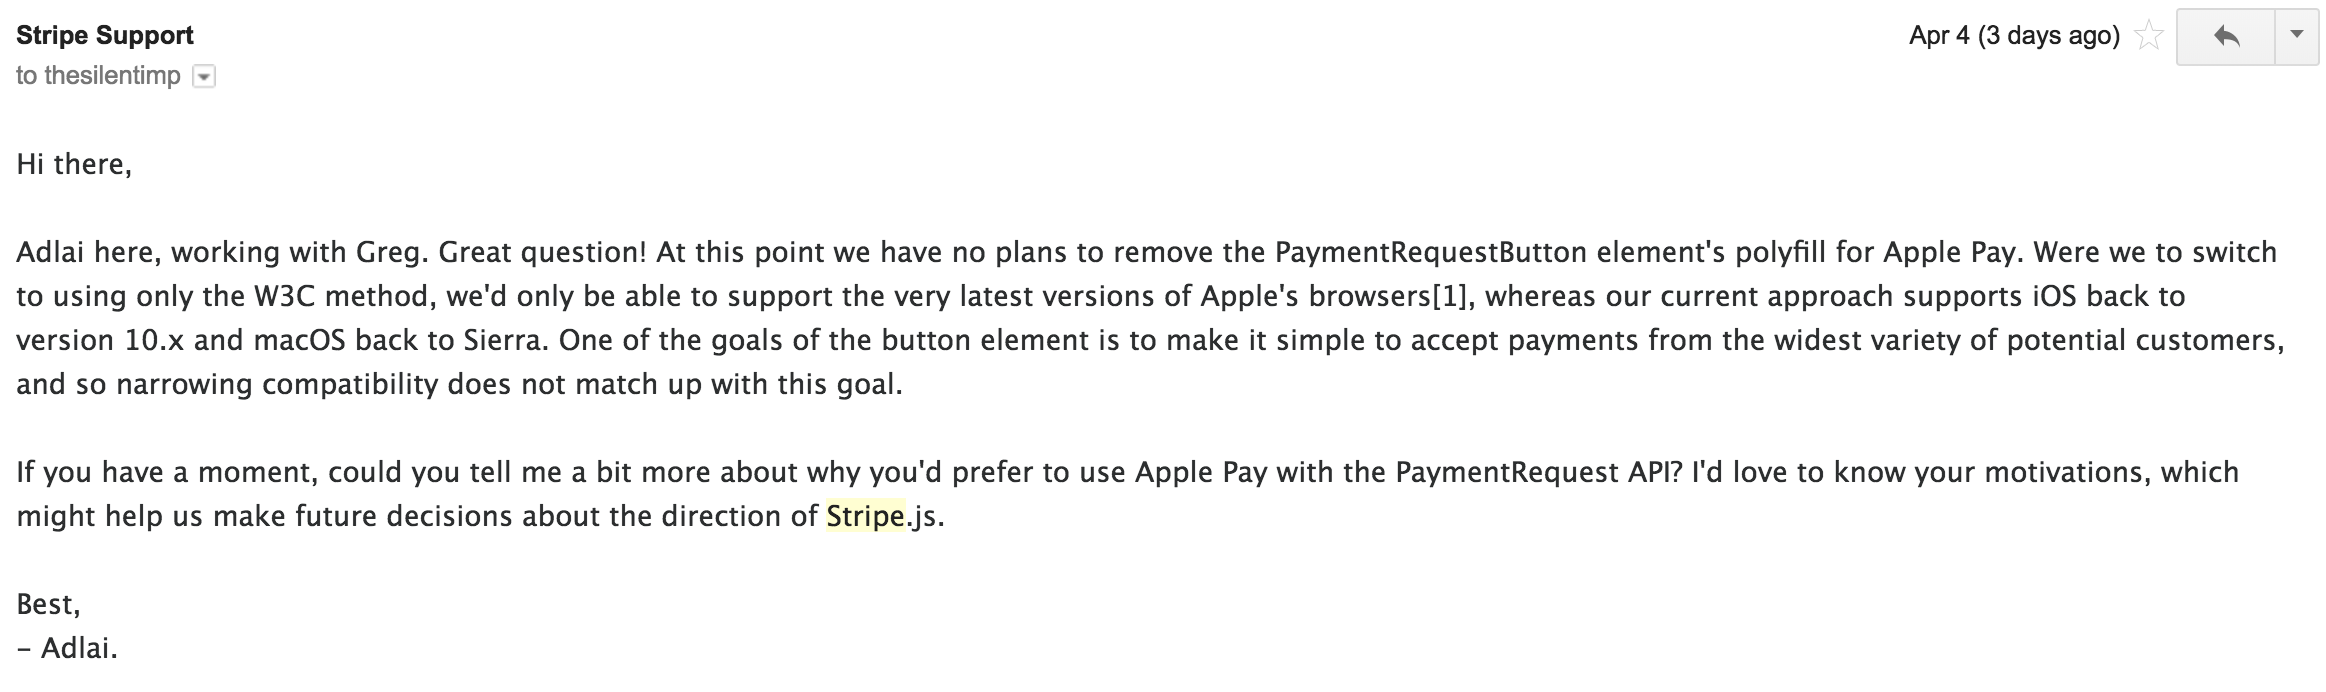 Stripe Support
Apr 4 (3 days ago)
to thesilentimp
Hi there,
Adlai here, working with Greg. Great question! At this point we have no plans to remove the PaymentRequestButton element's polyfill for Apple Pay. Were we to switch
to using only the W3C method, we'd only be able to support the very latest versions of Apple's browsers[1], whereas our current approach supports iOS back to
version 10.x and macOS back to Sierra. One of the goals of the button element is to make it simple to accept payments from the widest variety of potential customers,
and so narrowing compatibility does not match up with this goal.
If you have a moment, could you tell me a bit more about why you'd prefer to use Apple Pay with the PaymentRequest API? I'd love to know your motivations, which
might help us make future decisions about the direction of Stripe.js.
Best,
– Adlai.